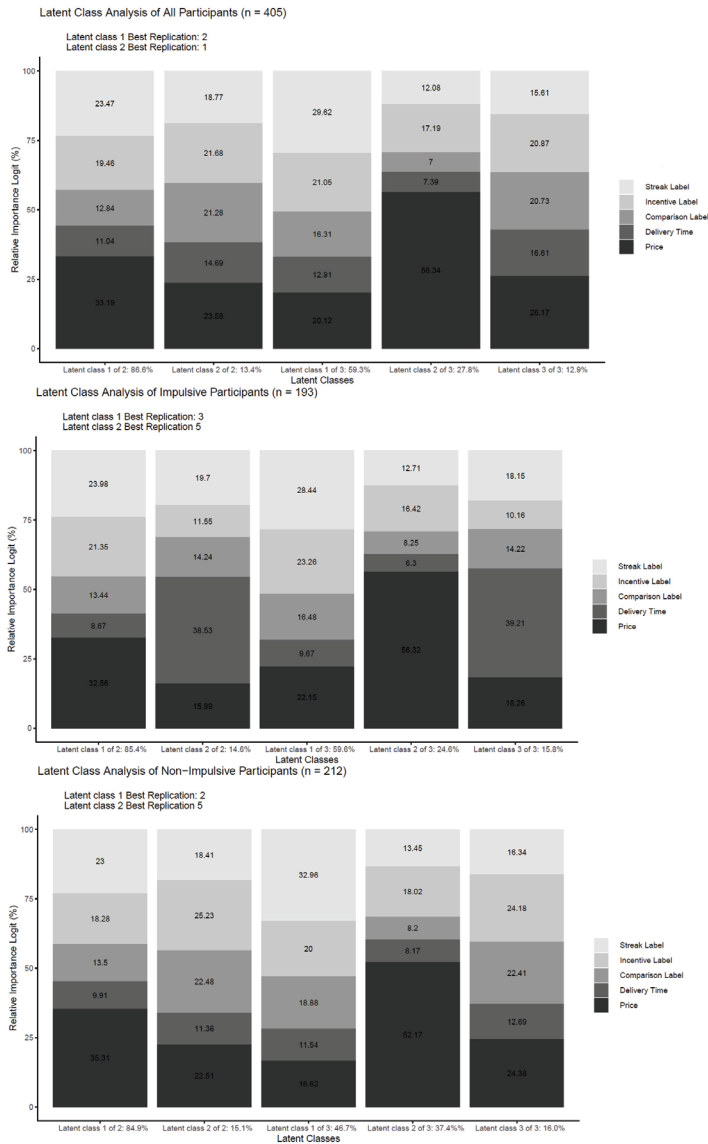 Latent Class Analysis of All Participants (n = 405)
Latent class 1 Best Replication: 2
Latent class 2 Best Replication: 1
Relative Importance Logit (%)
100
75
50
25
0
23.47
19.46
12.84
11.04
33.19
18.77
21.68
21.28
14.69
23.58
29.62
21.05
16.31
12.91
20.12
12.08
17.19
7
7.39
56.34
15.61
20.87
20.73
16.61
26.17
Streak Label
Incentive Label
Comparison Label
Delivery Time
Price
Latent class 1 of 2: 86.6%
Latent class 2 of 2: 13.4%
Latent class 1 of 3: 59.3%
Latent class 2 of 3: 27.8%
Latent class 3 of 3: 12.9%
Latent Classes
Latent Class Analysis of Impulsive Participants (n = 193)
Latent class 1 Best Replication: 3
Latent class 2 Best Replication 5
Relative Importance Logit (%)
100
75
50
25
0
23.98
21.35
13.44
8.67
32.56
19.7
11.55
14.24
38.53
15.99
28.44
23.26
16.48
9.67
22.15
12.71
16.42
8.25
6.3
56.32
18.15
10.16
14.22
39.21
18.26
Streak Label
Incentive Label
Comparison Label
Delivery Time
Price
Latent class 1 of 2: 85.4%
Latent class 2 of 2: 14.6%
Latent class 1 of 3: 59.6%
Latent class 2 of 3: 24.6%
Latent class 3 of 3: 15.8%
Latent Classes
Latent Class Analysis of Non−Impulsive Participants (n = 212)
Latent class 1 Best Replication: 2
Latent class 2 Best Replication 5
Relative Importance Logit (%)
100
75
50
25
0
23
18.28
13.5
9.91
35.31
18.41
25.23
22.48
11.36
22.51
32.96
20
18.88
11.54
16.62
13.45
18.02
8.2
8.17
52.17
16.34
24.18
22.41
12.69
24.38
Streak Label
Incentive Label
Comparison Label
Delivery Time
Price
Latent class 1 of 2: 84.9%
Latent class 2 of 2: 15.1%
Latent class 1 of 3: 46.7%
Latent class 2 of 3: 37.4%%
Latent class 3 of 3: 16.0%
Latent Classes